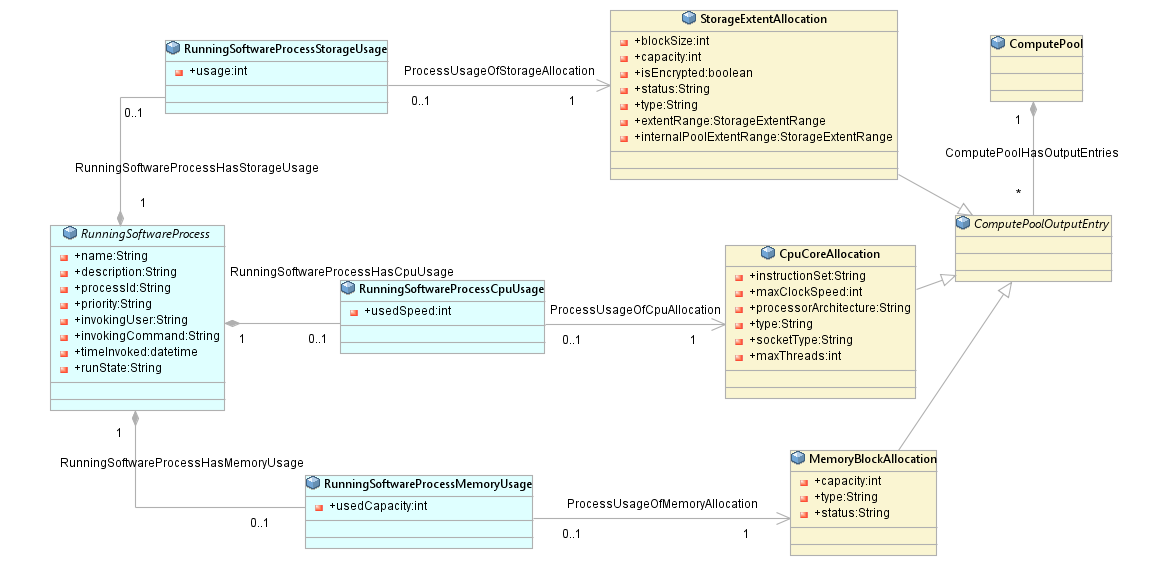 StorageExtentAllocation
+blockSize:int
+capacity:int
+isEncrypted:boolean
+status:String
+type:String
+extentRange:StorageExtentRange
+internalPoolExtentRange:StorageExtentRange
RunningSoftwareProcessStorageUsage
+usage:int
ProcessUsageOfStorageAllocation
0..1
1
ComputePool
1
ComputePoolHasOutputEntries
*
0..1
RunningSoftwareProcessHasStorageUsage
1
RunningSoftwareProcess
+name:String
+description:String
+processId:String
+priority:String
+invokingUser:String
+invokingCommand:String
+timeInvoked:datetime
+runState:String
ComputePoolOutputEntry
RunningSoftwareProcessHasCpuUsage
1
0..1
RunningSoftwareProcessCpuUsage
+usedSpeed:int
ProcessUsageOfCpuAllocation
0..1
1
CpuCoreAllocation
+instructionSet:String
+maxClockSpeed:int
+processorArchitecture:String
+type:String
+socketType:String
+maxThreads:int
1
RunningSoftwareProcessHasMemoryUsage
0..1
RunningSoftwareProcessMemoryUsage
+usedCapacity:int
ProcessUsageOfMemoryAllocation
0..1
1
MemoryBlockAllocation
+capacity:int
+type:String
+status:String